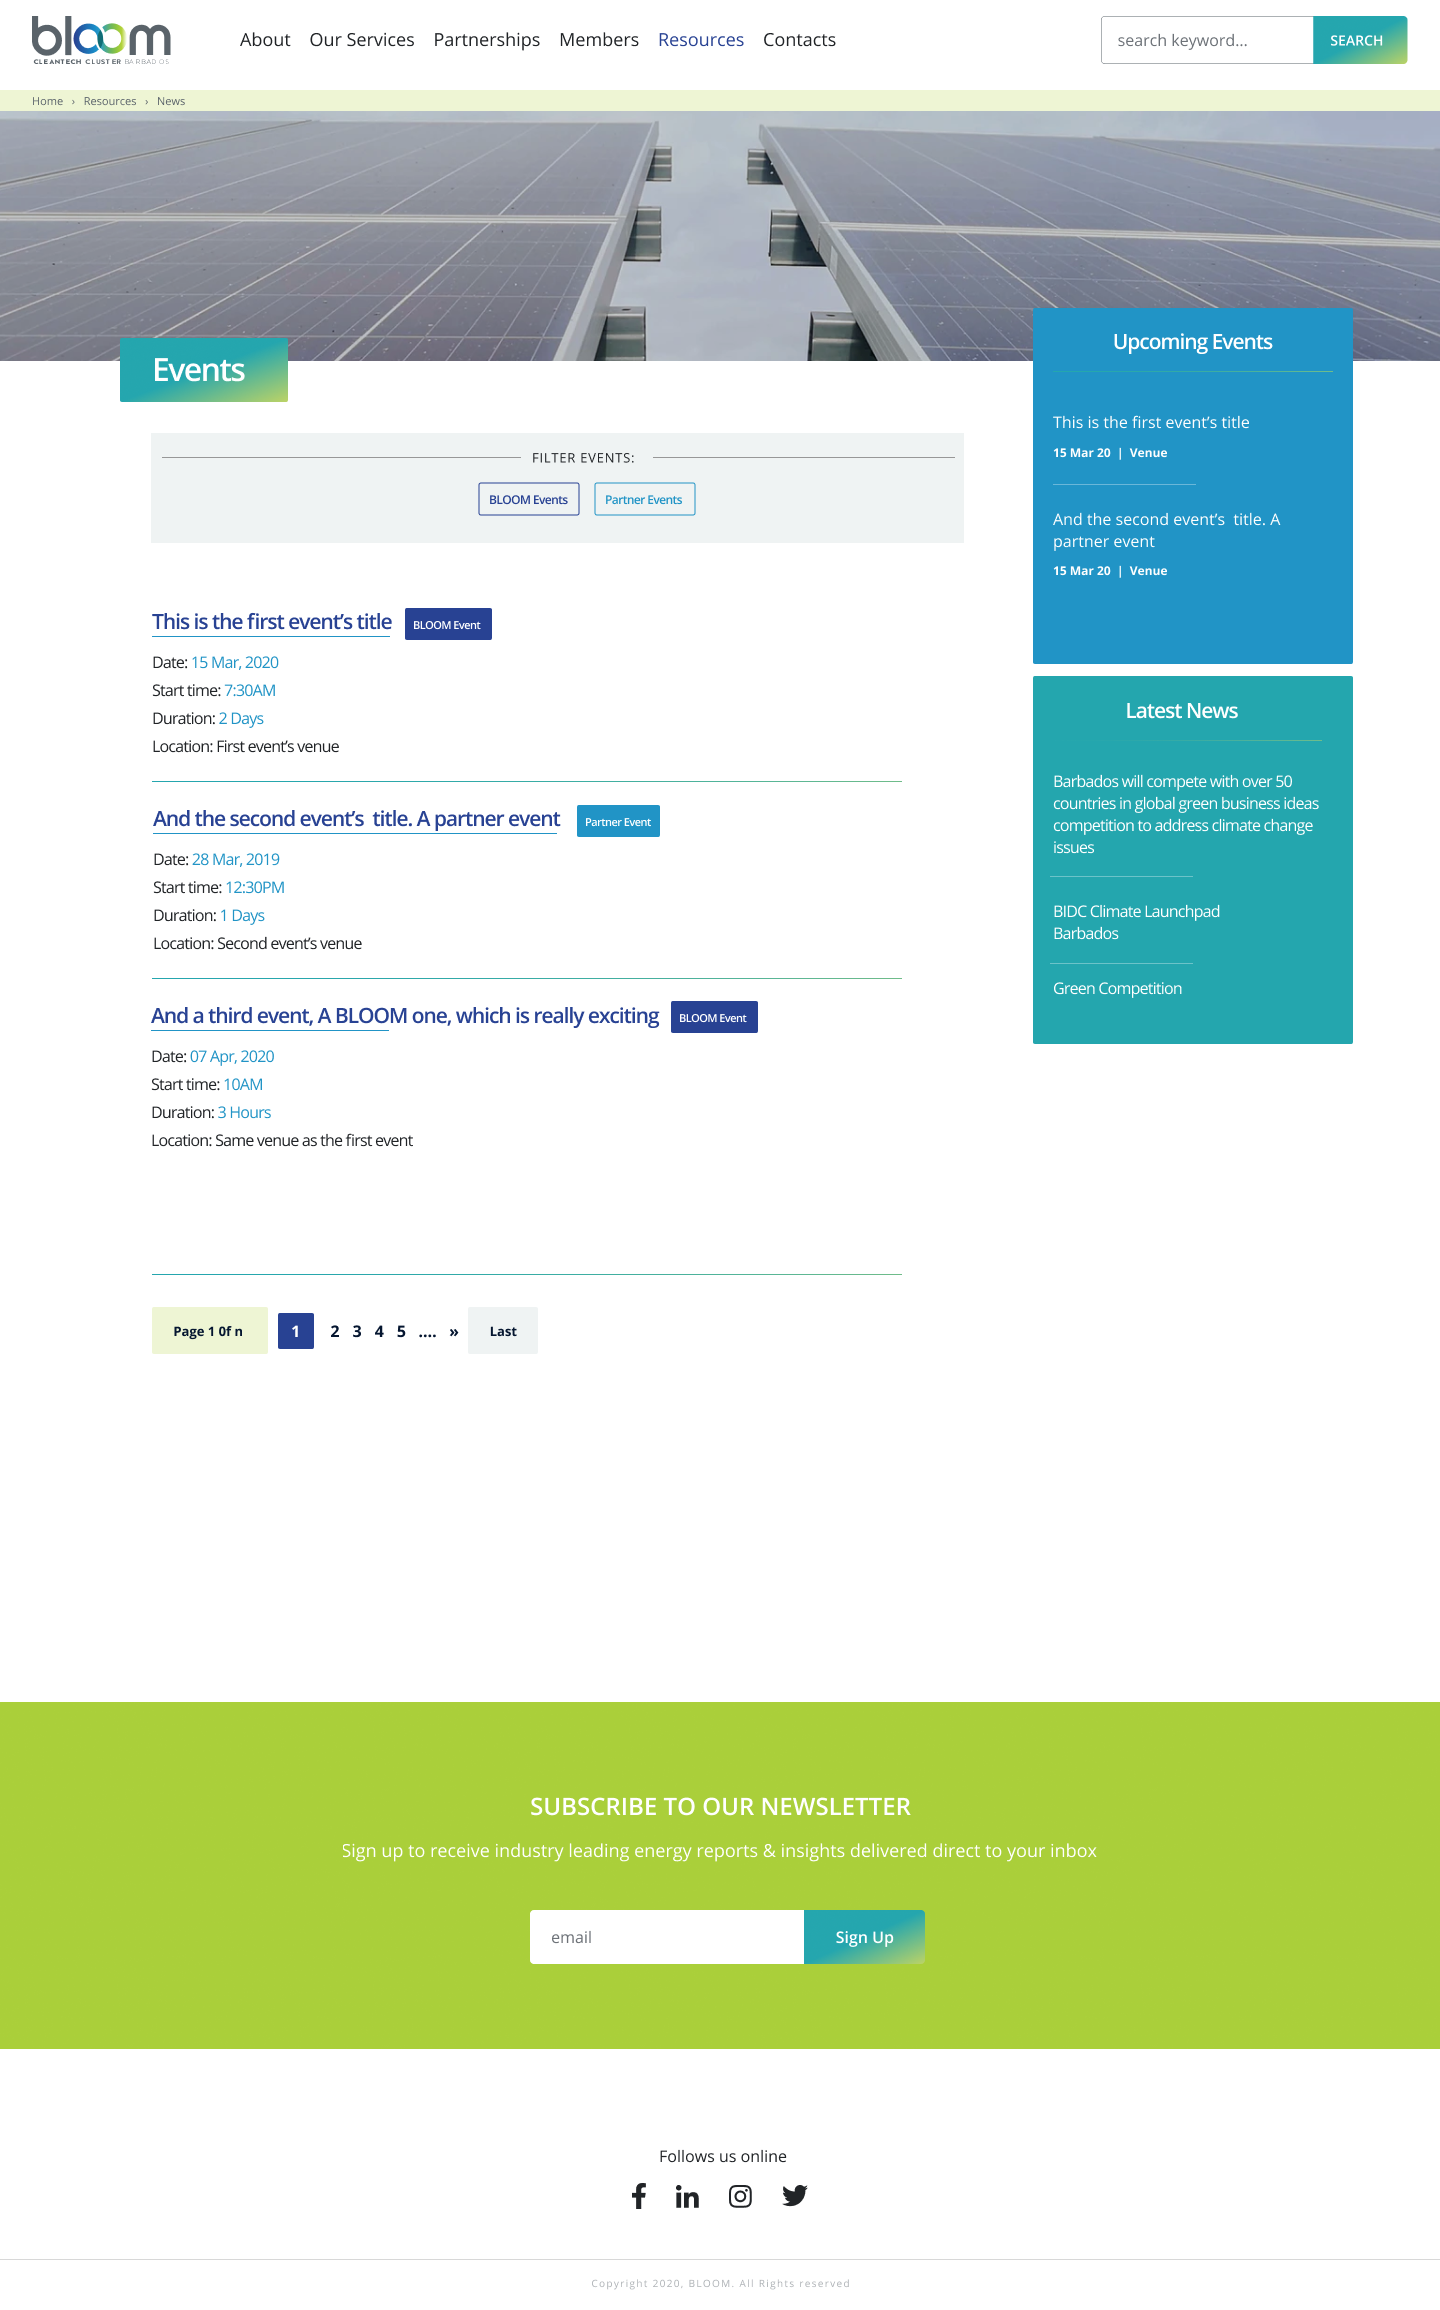 bloom
CLEANTECH CLUSTER BARBADOS
About Our Services Partnerships Members Resources Contacts
search keyword...
SEARCH
Home › Resources › News
Events
FILTER EVENTS:
BLOOM Events
Partner Events
This is the first event’s title
BLOOM Event
Date: 15 Mar, 2020
Start time: 7:30AM
Duration: 2 Days
Location: First event’s venue
And the second event’s title. A partner event
Partner Event
Date: 28 Mar, 2019
Start time: 12:30PM
Duration: 1 Days
Location: Second event’s venue
And a third event, A BLOOM one, which is really exciting
BLOOM Event
Date: 07 Apr, 2020
Start time: 10AM
Duration: 3 Hours
Location: Same venue as the first event
Page 1 0f n
1 2 3 4 5 .... »
Last
Upcoming Events
This is the first event’s title
15 Mar 20 | Venue
And the second event’s title. A
partner event
15 Mar 20 | Venue
Latest News
Barbados will compete with over 50
countries in global green business ideas
competition to address climate change
issues
BIDC Climate Launchpad
Barbados
Green Competition
SUBSCRIBE TO OUR NEWSLETTER
Sign up to receive industry leading energy reports & insights delivered direct to your inbox
email
Sign Up
Follows us online
Copyright 2020, BLOOM. All Rights reserved